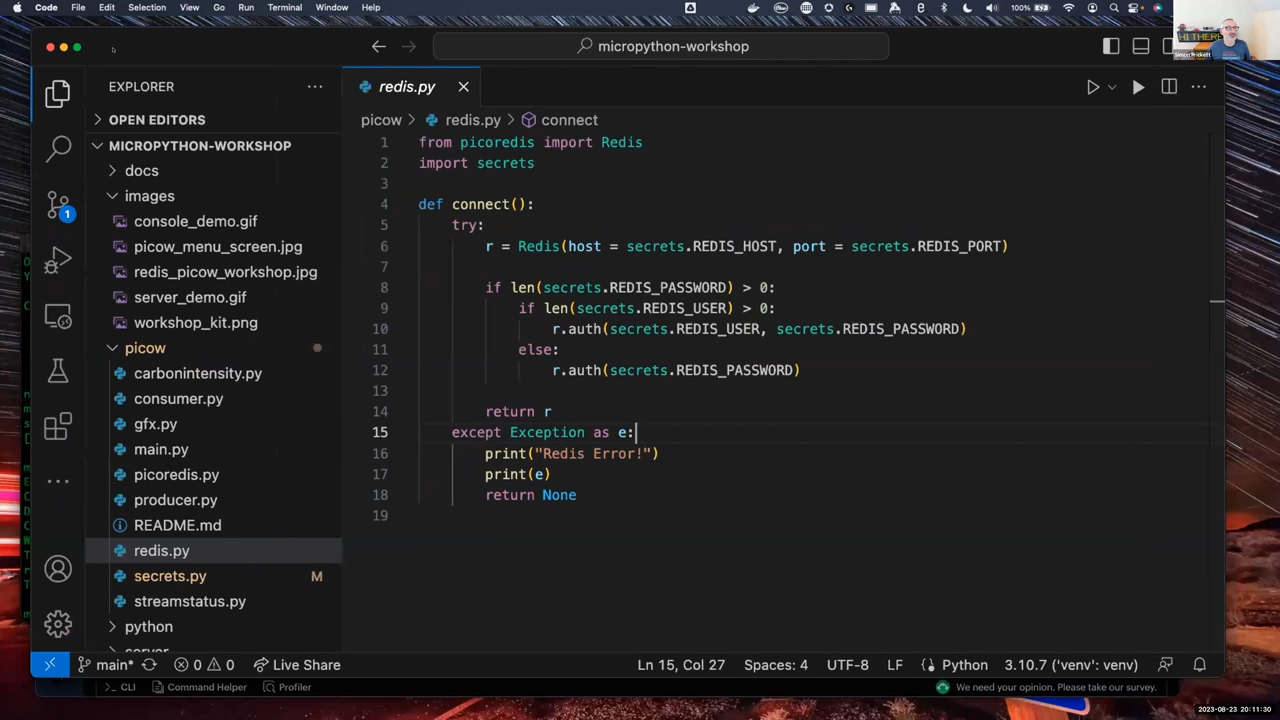 Code File Edit Selection View Go Run Terminal Window Help
100%
HI THERE
Simon Prickett
micropython-workshop
EXPLORER
redis.py
OPEN EDITORS
MICROPYTHON-WORKSHOP
docs
images
console_demo.gif
picow_menu_screen.jpg
redis_picow_workshop.jpg
server_demo.gif
workshop_kit.png
picow
carbonintensity.py
consumer.py
gfx.py
main.py
picoredis.py
producer.py
README.md
redis.py
secrets.py M
streamstatus.py
python
server
1
picow > redis.py > connect
1 from picoredis import Redis
2 import secrets
3
4 def connect():
5 try:
6 r = Redis(host = secrets.REDIS_HOST, port = secrets.REDIS_PORT)
7
8 if len(secrets.REDIS_PASSWORD) > 0:
9 if len(secrets.REDIS_USER) > 0:
10 r.auth(secrets.REDIS_USER, secrets.REDIS_PASSWORD)
11 else:
12 r.auth(secrets.REDIS_PASSWORD)
13
14 return r
15 except Exception as e:
16 print("Redis Error!")
17 print(e)
18 return None
19
main* 0 0 Live Share Ln 15, Col 27 Spaces: 4 UTF-8 LF Python 3.10.7 ('venv': venv)
>_ CLI Command Helper Profiler We need your opinion. Please take our survey.
2023-08-23 20:11:30